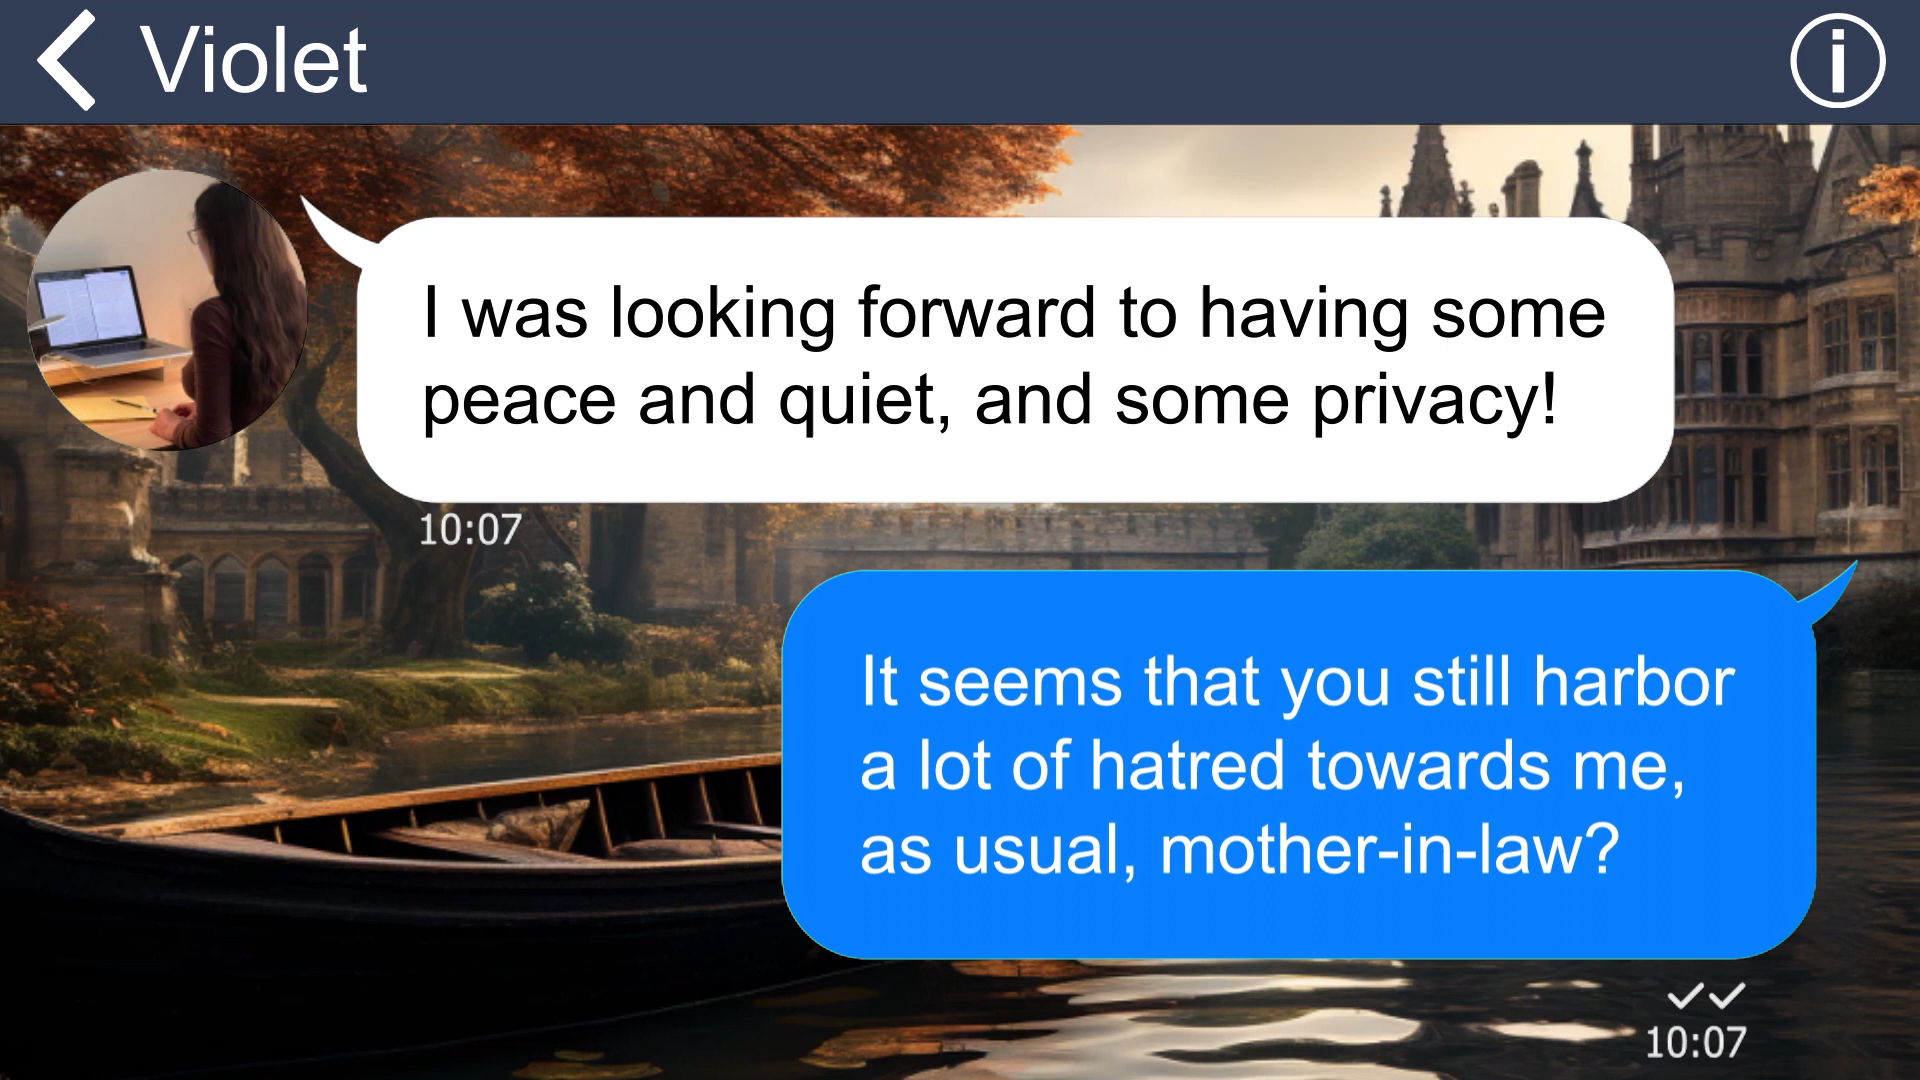 Violet
I was looking forward to having some
peace and quiet, and some privacy!
10:07
It seems that you still harbor
a lot of hatred towards me,
as usual, mother-in-law?
10:07